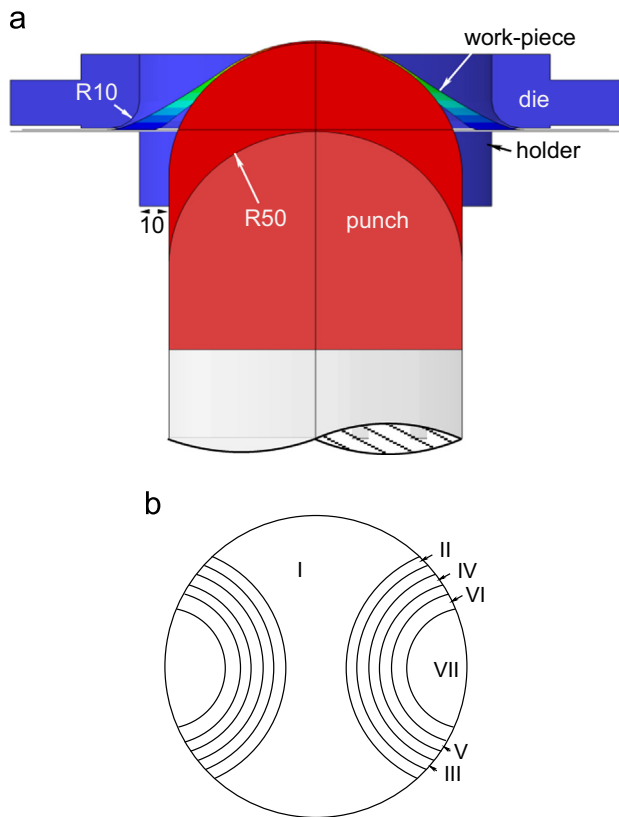 a
work-piece
R10
die
holder
10
R50
punch
b
II
I
IV
VI
VII
V
III